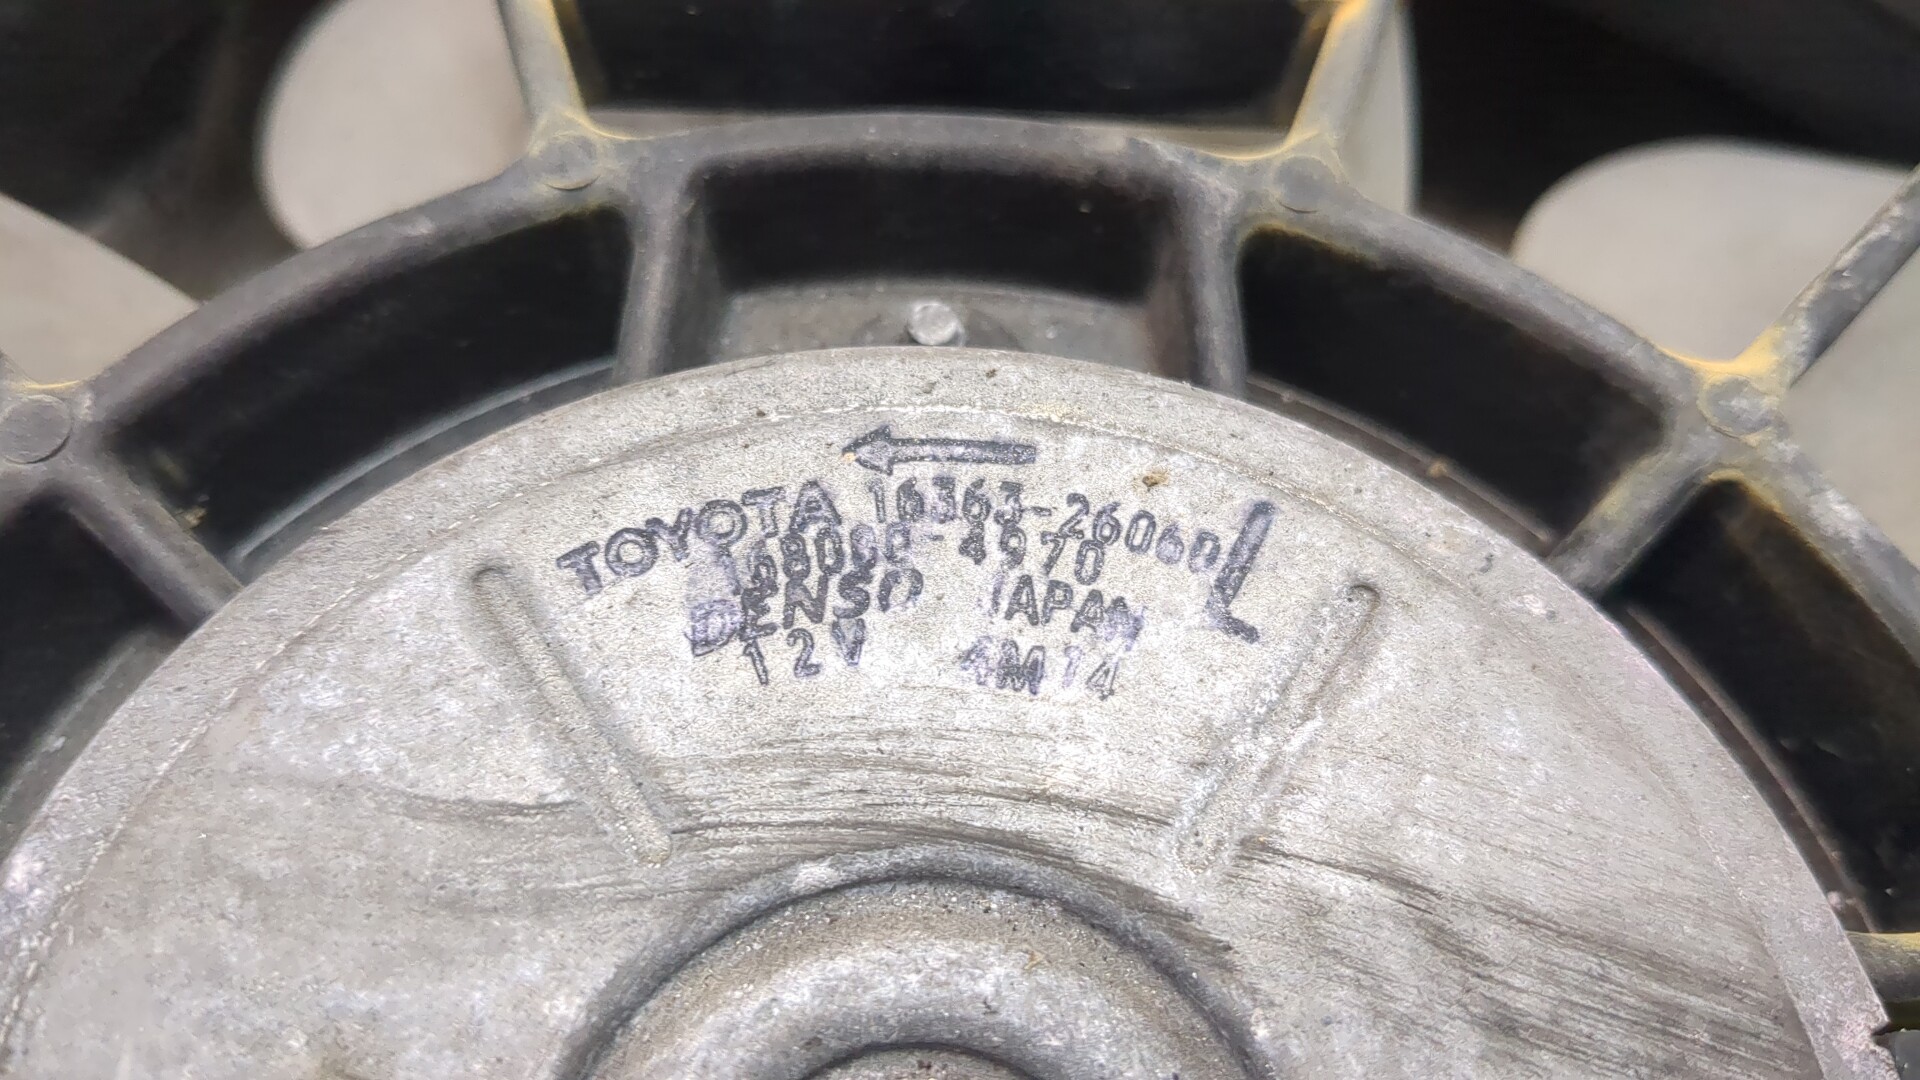 TOYOTA 16363-26060 L
168000-4970
DENSO JAPAN
12V 4M14